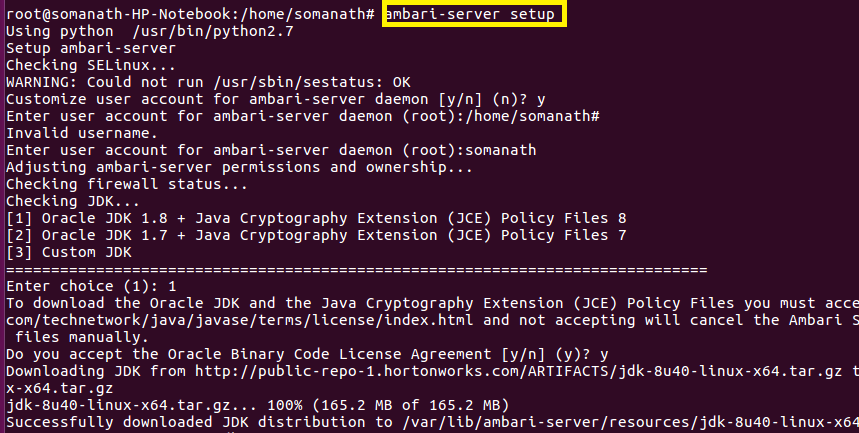 root@somanath-HP-Notebook:/home/somanath# ambari-server setup
Using python  /usr/bin/python2.7
Setup ambari-server
Checking SELinux...
WARNING: Could not run /usr/sbin/sestatus: OK
Customize user account for ambari-server daemon [y/n] (n)? y
Enter user account for ambari-server daemon (root):/home/somanath#
Invalid username.
Enter user account for ambari-server daemon (root):somanath
Adjusting ambari-server permissions and ownership...
Checking firewall status...
Checking JDK...
[1] Oracle JDK 1.8 + Java Cryptography Extension (JCE) Policy Files 8
[2] Oracle JDK 1.7 + Java Cryptography Extension (JCE) Policy Files 7
[3] Custom JDK
==============================================================================
Enter choice (1): 1
To download the Oracle JDK and the Java Cryptography Extension (JCE) Policy Files you must acce
com/technetwork/java/javase/terms/license/index.html and not accepting will cancel the Ambari S
 files manually.
Do you accept the Oracle Binary Code License Agreement [y/n] (y)? y
Downloading JDK from http://public-repo-1.hortonworks.com/ARTIFACTS/jdk-8u40-linux-x64.tar.gz t
x-x64.tar.gz
jdk-8u40-linux-x64.tar.gz... 100% (165.2 MB of 165.2 MB)
Successfully downloaded JDK distribution to /var/lib/ambari-server/resources/jdk-8u40-linux-x64